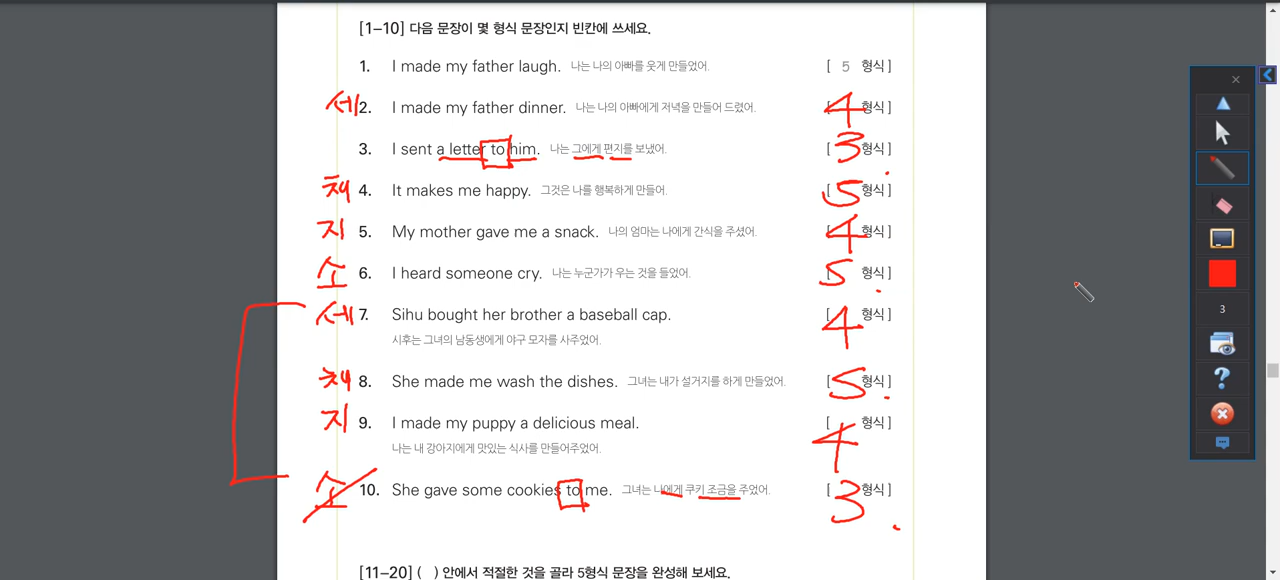 [1–10] 다음 문장이 몇 형식 문장인지 빈칸에 쓰세요.
1. I made my father laugh. 나는 나의 아빠를 웃게 만들었어. [ 5 형식 ]
세 2. I made my father dinner. 나는 나의 아빠에게 저녁을 만들어 드렸어. [ 4 형식 ]
3. I sent a letter to him. 나는 그에게 편지를 보냈어. [ 3 형식 ]
채 4. It makes me happy. 그것은 나를 행복하게 만들어. [ 5 형식 ]
지 5. My mother gave me a snack. 나의 엄마는 나에게 간식을 주셨어. [ 4 형식 ]
소 6. I heard someone cry. 나는 누군가가 우는 것을 들었어. [ 5 형식 ]
세 7. Sihu bought her brother a baseball cap. [ 4 형식 ]
시후는 그녀의 남동생에게 야구 모자를 사주었어.
채 8. She made me wash the dishes. 그녀는 내가 설거지를 하게 만들었어. [ 5 형식 ]
지 9. I made my puppy a delicious meal. [ 4 형식 ]
나는 내 강아지에게 맛있는 식사를 만들어주었어.
소 10. She gave some cookies to me. 그녀는 나에게 쿠키 조금을 주었어. [ 3 형식 ]
[11–20] ( ) 안에서 적절한 것을 골라 5형식 문장을 완성해 보세요.
3